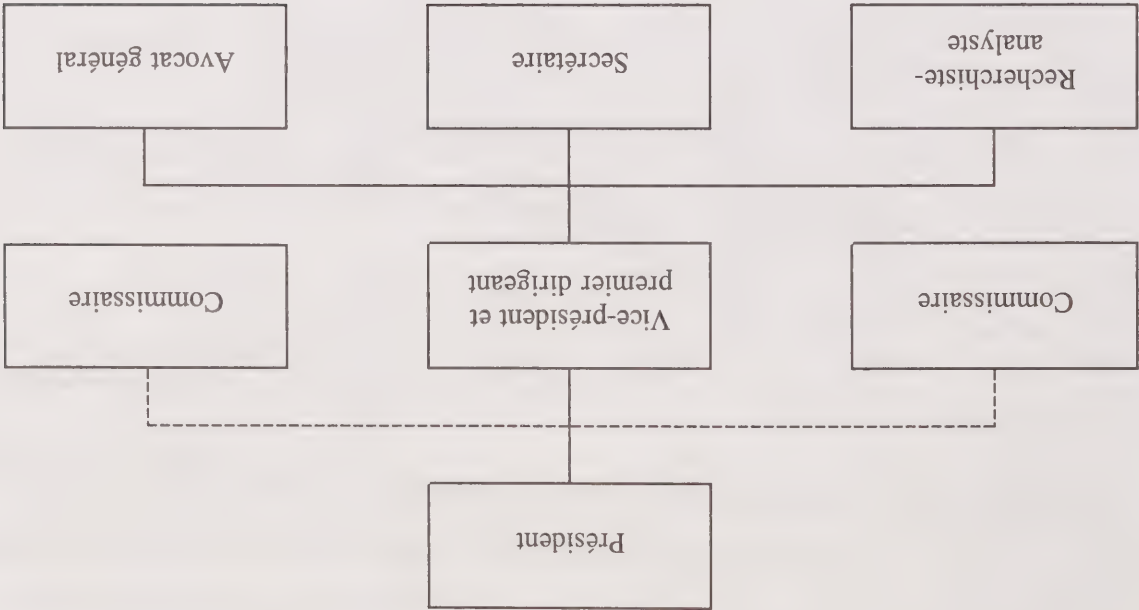 Président
Commissaire
Vice-président et
premier dirigeant
Commissaire
Recherchiste-
analyste
Secrétaire
Avocat général